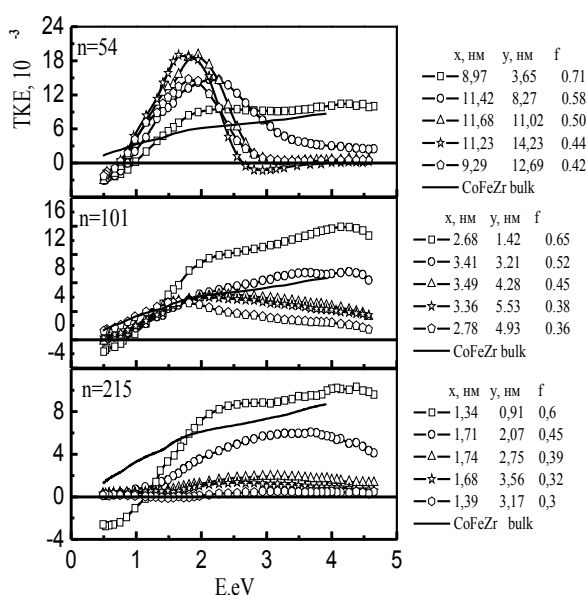 TKE, 10 -3
n=54
24
18
12
6
0
x, нм y, нм f
8,97 3,65 0.71
11,42 8,27 0.58
11,68 11,02 0.50
11,23 14,23 0.44
9,29 12,69 0.42
CoFeZr bulk
n=101
16
12
8
4
0
-4
x, нм y, нм f
2.68 1.42 0.65
3.41 3.21 0.52
3.49 4.28 0.45
3.36 5.53 0.38
2.78 4.93 0.36
CoFeZr bulk
n=215
8
4
0
-4
x, нм y, нм f
1,34 0,91 0,6
1,71 2,07 0,45
1,74 2,75 0,39
1,68 3,56 0,32
1,39 3,17 0,3
CoFeZr bulk
0 1 2 3 4 5
E.eV